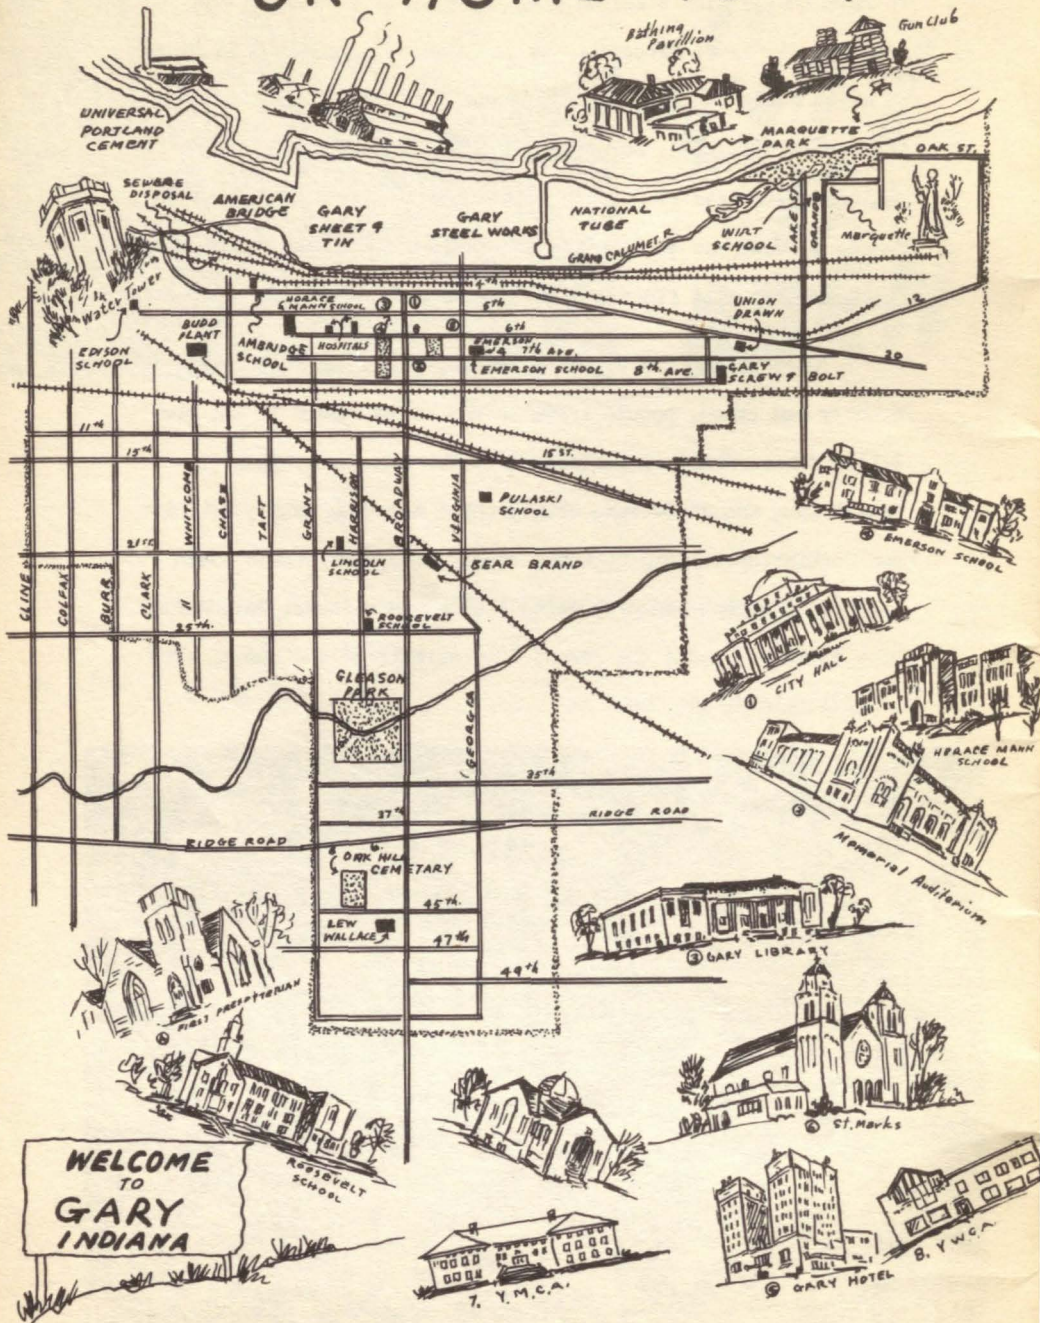 Bathing
Pavillion
Gun Club
UNIVERSAL
PORTLAND
CEMENT
MARQUETTE
PARK
OAK ST.
SEWAGE
DISPOSAL
AMERICAN
BRIDGE
GARY
SHEET &
TIN
GARY
STEEL WORKS
NATIONAL
TUBE
GRAND CALUMET R.
WIRT
SCHOOL
LAKE S.
ORANGE
Marquette
Water Tower
EDISON
SCHOOL
BUDD
PLANT
AMBRIDGE
SCHOOL
HORACE
MANN SCHOOL
HOSPITALS
4th
5th
6th
7th AVE.
8th AVE.
EMERSON
EMERSON SCHOOL
UNION
DRAWN
12
20
GARY
SCREW & BOLT
11th
15th
15 ST.
WHITCOMB
CHASE
TAFT
GRANT
HARRISON
BROADWAY
VIRGINIA
PULASKI
SCHOOL
21ST.
LINCOLN
SCHOOL
BEAR BRAND
CLINE
COLFAX
BURR
CLARK
25th.
ROOSEVELT
SCHOOL
GLEASON
PARK
GEORGIA
35th
37th
RIDGE ROAD
RIDGE ROAD
OAK HILL
CEMETARY
45th
LEW
WALLACE
47th
49th
EMERSON SCHOOL
① CITY HALL
HORACE MANN
SCHOOL
Memorial Auditorium
③ GARY LIBRARY
FIRST PRESBYTERIAN
ROOSEVELT
SCHOOL
St. Marks
WELCOME
TO
GARY
INDIANA
7. Y.M.C.A.
⑤ GARY HOTEL
8. Y.W.C.A.